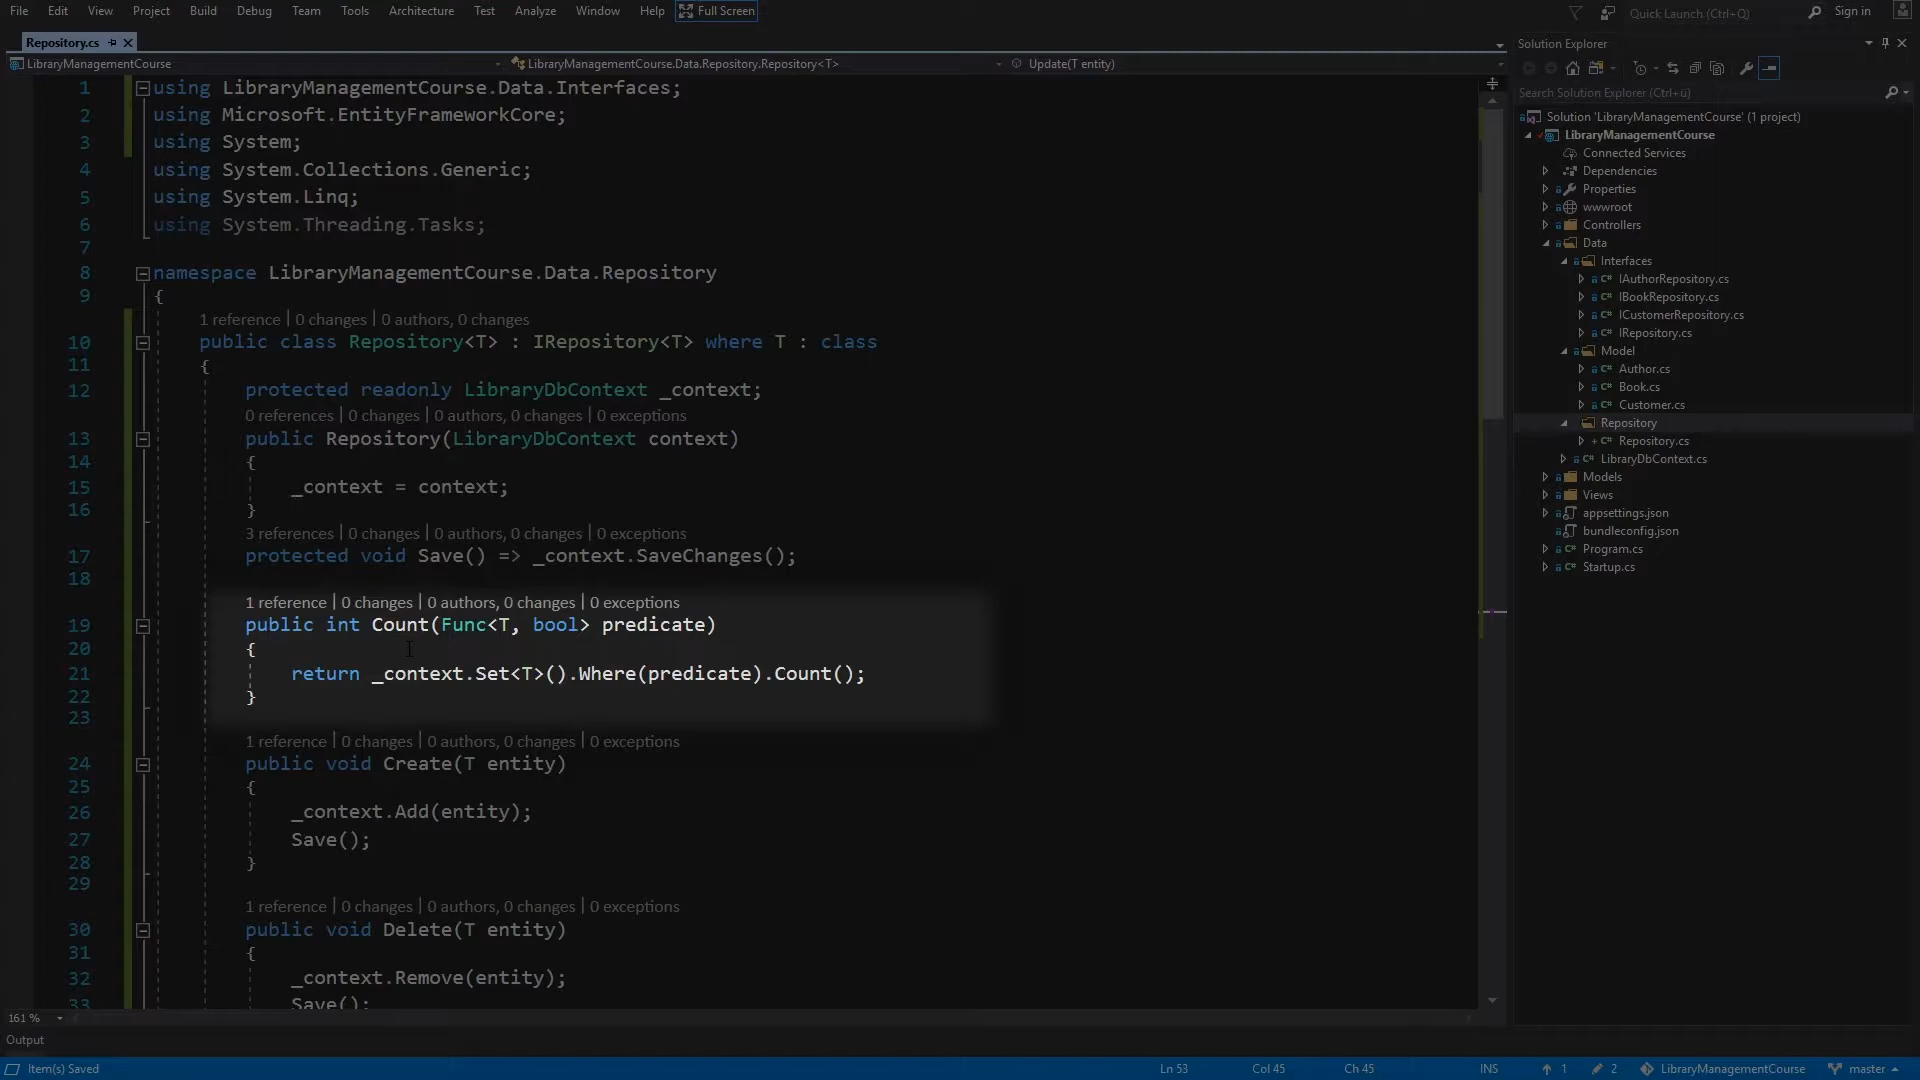 File Edit View Project Build Debug Team Tools Architecture Test Analyze Window Help Full Screen Quick Launch (Ctrl+Q) Sign in
Repository.cs
LibraryManagementCourse LibraryManagementCourse.Data.Repository.Repository<T> Update(T entity)
1 using LibraryManagementCourse.Data.Interfaces;
2 using Microsoft.EntityFrameworkCore;
3 using System;
4 using System.Collections.Generic;
5 using System.Linq;
6 using System.Threading.Tasks;
7
8 namespace LibraryManagementCourse.Data.Repository
9 {
1 reference | 0 changes | 0 authors, 0 changes
10 public class Repository<T> : IRepository<T> where T : class
11 {
12 protected readonly LibraryDbContext _context;
0 references | 0 changes | 0 authors, 0 changes | 0 exceptions
13 public Repository(LibraryDbContext context)
14 {
15 _context = context;
16 }
3 references | 0 changes | 0 authors, 0 changes | 0 exceptions
17 protected void Save() => _context.SaveChanges();
18
1 reference | 0 changes | 0 authors, 0 changes | 0 exceptions
19 public int Count(Func<T, bool> predicate)
20 {
21 return _context.Set<T>().Where(predicate).Count();
22 }
23
1 reference | 0 changes | 0 authors, 0 changes | 0 exceptions
24 public void Create(T entity)
25 {
26 _context.Add(entity);
27 Save();
28 }
29
1 reference | 0 changes | 0 authors, 0 changes | 0 exceptions
30 public void Delete(T entity)
31 {
32 _context.Remove(entity);
33 Save();
161 %
Output
Solution Explorer
Search Solution Explorer (Ctrl+ü)
Solution 'LibraryManagementCourse' (1 project)
LibraryManagementCourse
Connected Services
Dependencies
Properties
wwwroot
Controllers
Data
Interfaces
C# IAuthorRepository.cs
C# IBookRepository.cs
C# ICustomerRepository.cs
C# IRepository.cs
Model
C# Author.cs
C# Book.cs
C# Customer.cs
Repository
+ C# Repository.cs
C# LibraryDbContext.cs
Models
Views
appsettings.json
bundleconfig.json
C# Program.cs
C# Startup.cs
Item(s) Saved Ln 53 Col 45 Ch 45 INS 1 2 LibraryManagementCourse master